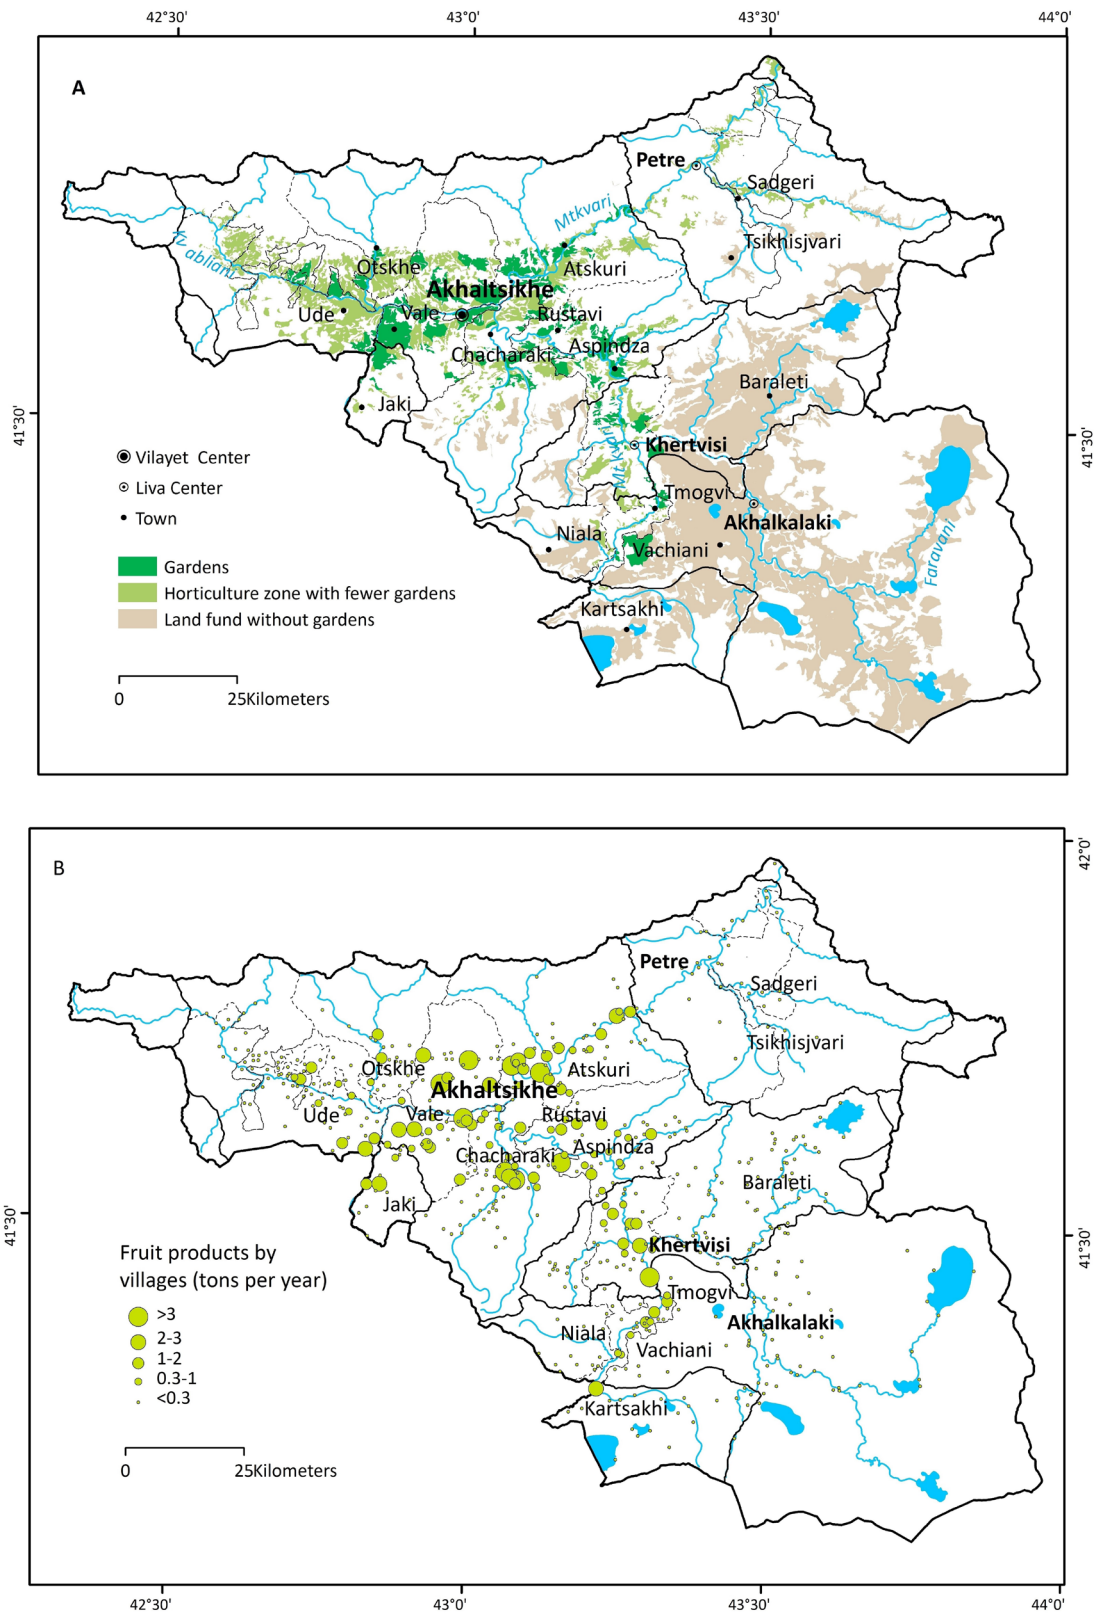 42°30'
43°0'
43°30'
44°0'
A
Petre
Sadgeri
Mtkvari
Tsikhisjvari
Kv abliani
Otskhe
Atskuri
Akhaltsikhe
Ude
Vale
Rustavi
Chacharaki
Aspindza
Baraleti
Jaki
41°30'
41°30'
Mtkvari
Khertvisi
Vilayet Center
Liva Center
Town
Tmogvi
Akhalkalaki
Niala
Vachiani
Faravani
Gardens
Horticulture zone with fewer gardens
Land fund without gardens
Kartsakhi
0
25Kilometers
42°0'
B
Petre
Sadgeri
Tsikhisjvari
Otskhe
Atskuri
Akhaltsikhe
Ude
Vale
Rustavi
Chacharaki
Aspindza
Baraleti
Jaki
41°30'
41°30'
Khertvisi
Fruit products by
villages (tons per year)
Tmogvi
>3
2-3
1-2
0.3-1
<0.3
Akhalkalaki
Niala
Vachiani
Kartsakhi
0
25Kilometers
42°30'
43°0'
43°30'
44°0'